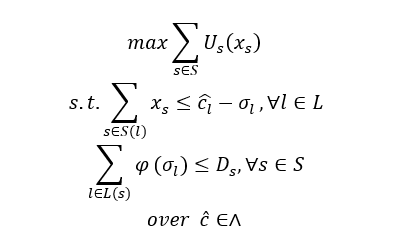 max ∑_{s∈S} U_s(x_s)
s.t. ∑_{s∈S(l)} x_s ≤ ĉ_l − σ_l , ∀l ∈ L
∑_{l∈L(s)} φ (σ_l) ≤ D_s, ∀s ∈ S
over ĉ ∈Λ